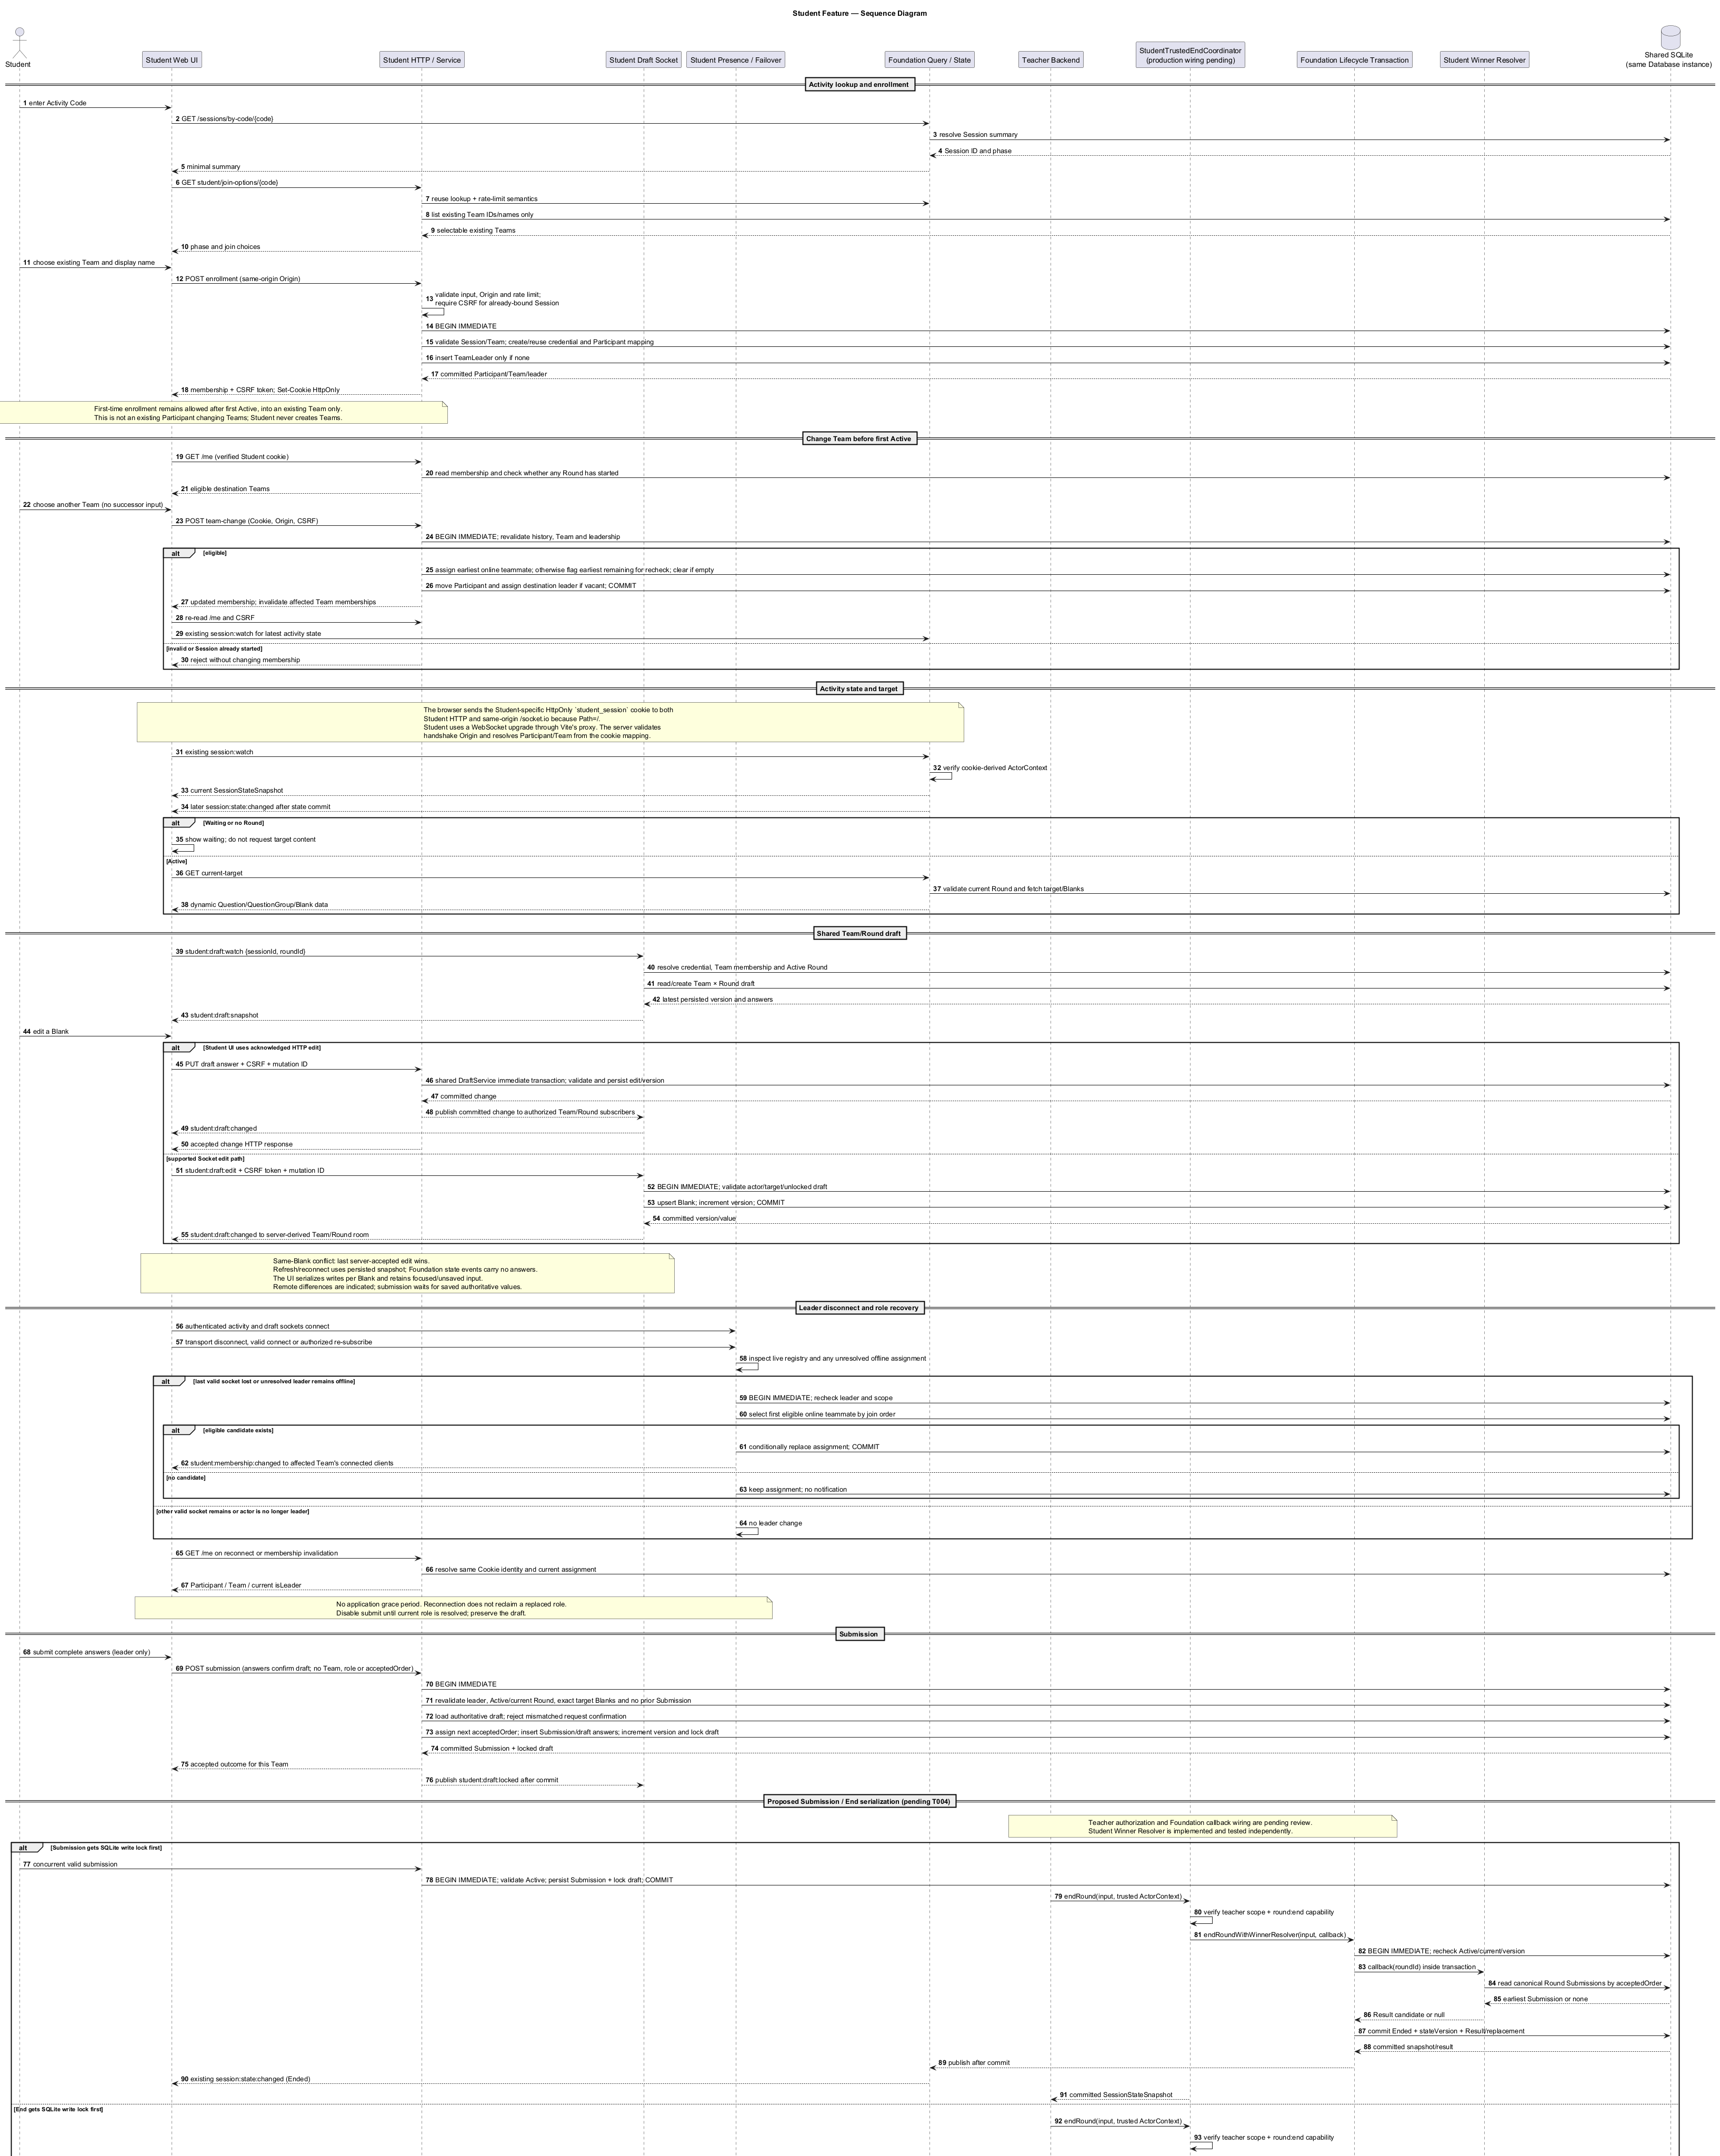 Student Feature — Sequence Diagram
Student
Student Web UI
Student HTTP / Service
Student Draft Socket
Student Presence / Failover
Foundation Query / State
Teacher Backend
StudentTrustedEndCoordinator
(production wiring pending)
Foundation Lifecycle Transaction
Student Winner Resolver
Shared SQLite
(same Database instance)
Activity lookup and enrollment
1 enter Activity Code
2 GET /sessions/by-code/{code}
3 resolve Session summary
4 Session ID and phase
5 minimal summary
6 GET student/join-options/{code}
7 reuse lookup + rate-limit semantics
8 list existing Team IDs/names only
9 selectable existing Teams
10 phase and join choices
11 choose existing Team and display name
12 POST enrollment (same-origin Origin)
13 validate input, Origin and rate limit;
require CSRF for already-bound Session
14 BEGIN IMMEDIATE
15 validate Session/Team; create/reuse credential and Participant mapping
16 insert TeamLeader only if none
17 committed Participant/Team/leader
18 membership + CSRF token; Set-Cookie HttpOnly
First-time enrollment remains allowed after first Active, into an existing Team only.
This is not an existing Participant changing Teams; Student never creates Teams.
Change Team before first Active
19 GET /me (verified Student cookie)
20 read membership and check whether any Round has started
21 eligible destination Teams
22 choose another Team (no successor input)
23 POST team-change (Cookie, Origin, CSRF)
24 BEGIN IMMEDIATE; revalidate history, Team and leadership
alt [eligible]
25 assign earliest online teammate; otherwise flag earliest remaining for recheck; clear if empty
26 move Participant and assign destination leader if vacant; COMMIT
27 updated membership; invalidate affected Team memberships
28 re-read /me and CSRF
29 existing session:watch for latest activity state
[invalid or Session already started]
30 reject without changing membership
Activity state and target
The browser sends the Student-specific HttpOnly `student_session` cookie to both
Student HTTP and same-origin /socket.io because Path=/.
Student uses a WebSocket upgrade through Vite's proxy. The server validates
handshake Origin and resolves Participant/Team from the cookie mapping.
31 existing session:watch
32 verify cookie-derived ActorContext
33 current SessionStateSnapshot
34 later session:state:changed after state commit
alt [Waiting or no Round]
35 show waiting; do not request target content
[Active]
36 GET current-target
37 validate current Round and fetch target/Blanks
38 dynamic Question/QuestionGroup/Blank data
Shared Team/Round draft
39 student:draft:watch {sessionId, roundId}
40 resolve credential, Team membership and Active Round
41 read/create Team × Round draft
42 latest persisted version and answers
43 student:draft:snapshot
44 edit a Blank
alt [Student UI uses acknowledged HTTP edit]
45 PUT draft answer + CSRF + mutation ID
46 shared DraftService immediate transaction; validate and persist edit/version
47 committed change
48 publish committed change to authorized Team/Round subscribers
49 student:draft:changed
50 accepted change HTTP response
[supported Socket edit path]
51 student:draft:edit + CSRF token + mutation ID
52 BEGIN IMMEDIATE; validate actor/target/unlocked draft
53 upsert Blank; increment version; COMMIT
54 committed version/value
55 student:draft:changed to server-derived Team/Round room
Same-Blank conflict: last server-accepted edit wins.
Refresh/reconnect uses persisted snapshot; Foundation state events carry no answers.
The UI serializes writes per Blank and retains focused/unsaved input.
Remote differences are indicated; submission waits for saved authoritative values.
Leader disconnect and role recovery
56 authenticated activity and draft sockets connect
57 transport disconnect, valid connect or authorized re-subscribe
58 inspect live registry and any unresolved offline assignment
alt [last valid socket lost or unresolved leader remains offline]
59 BEGIN IMMEDIATE; recheck leader and scope
60 select first eligible online teammate by join order
alt [eligible candidate exists]
61 conditionally replace assignment; COMMIT
62 student:membership:changed to affected Team's connected clients
[no candidate]
63 keep assignment; no notification
[other valid socket remains or actor is no longer leader]
64 no leader change
65 GET /me on reconnect or membership invalidation
66 resolve same Cookie identity and current assignment
67 Participant / Team / current isLeader
No application grace period. Reconnection does not reclaim a replaced role.
Disable submit until current role is resolved; preserve the draft.
Submission
68 submit complete answers (leader only)
69 POST submission (answers confirm draft; no Team, role or acceptedOrder)
70 BEGIN IMMEDIATE
71 revalidate leader, Active/current Round, exact target Blanks and no prior Submission
72 load authoritative draft; reject mismatched request confirmation
73 assign next acceptedOrder; insert Submission/draft answers; increment version and lock draft
74 committed Submission + locked draft
75 accepted outcome for this Team
76 publish student:draft:locked after commit
Proposed Submission / End serialization (pending T004)
Teacher authorization and Foundation callback wiring are pending review.
Student Winner Resolver is implemented and tested independently.
alt [Submission gets SQLite write lock first]
77 concurrent valid submission
78 BEGIN IMMEDIATE; validate Active; persist Submission + lock draft; COMMIT
79 endRound(input, trusted ActorContext)
80 verify teacher scope + round:end capability
81 endRoundWithWinnerResolver(input, callback)
82 BEGIN IMMEDIATE; recheck Active/current/version
83 callback(roundId) inside transaction
84 read canonical Round Submissions by acceptedOrder
85 earliest Submission or none
86 Result candidate or null
87 commit Ended + stateVersion + Result/replacement
88 committed snapshot/result
89 publish after commit
90 existing session:state:changed (Ended)
91 committed SessionStateSnapshot
[End gets SQLite write lock first]
92 endRound(input, trusted ActorContext)
93 verify teacher scope + round:end capability